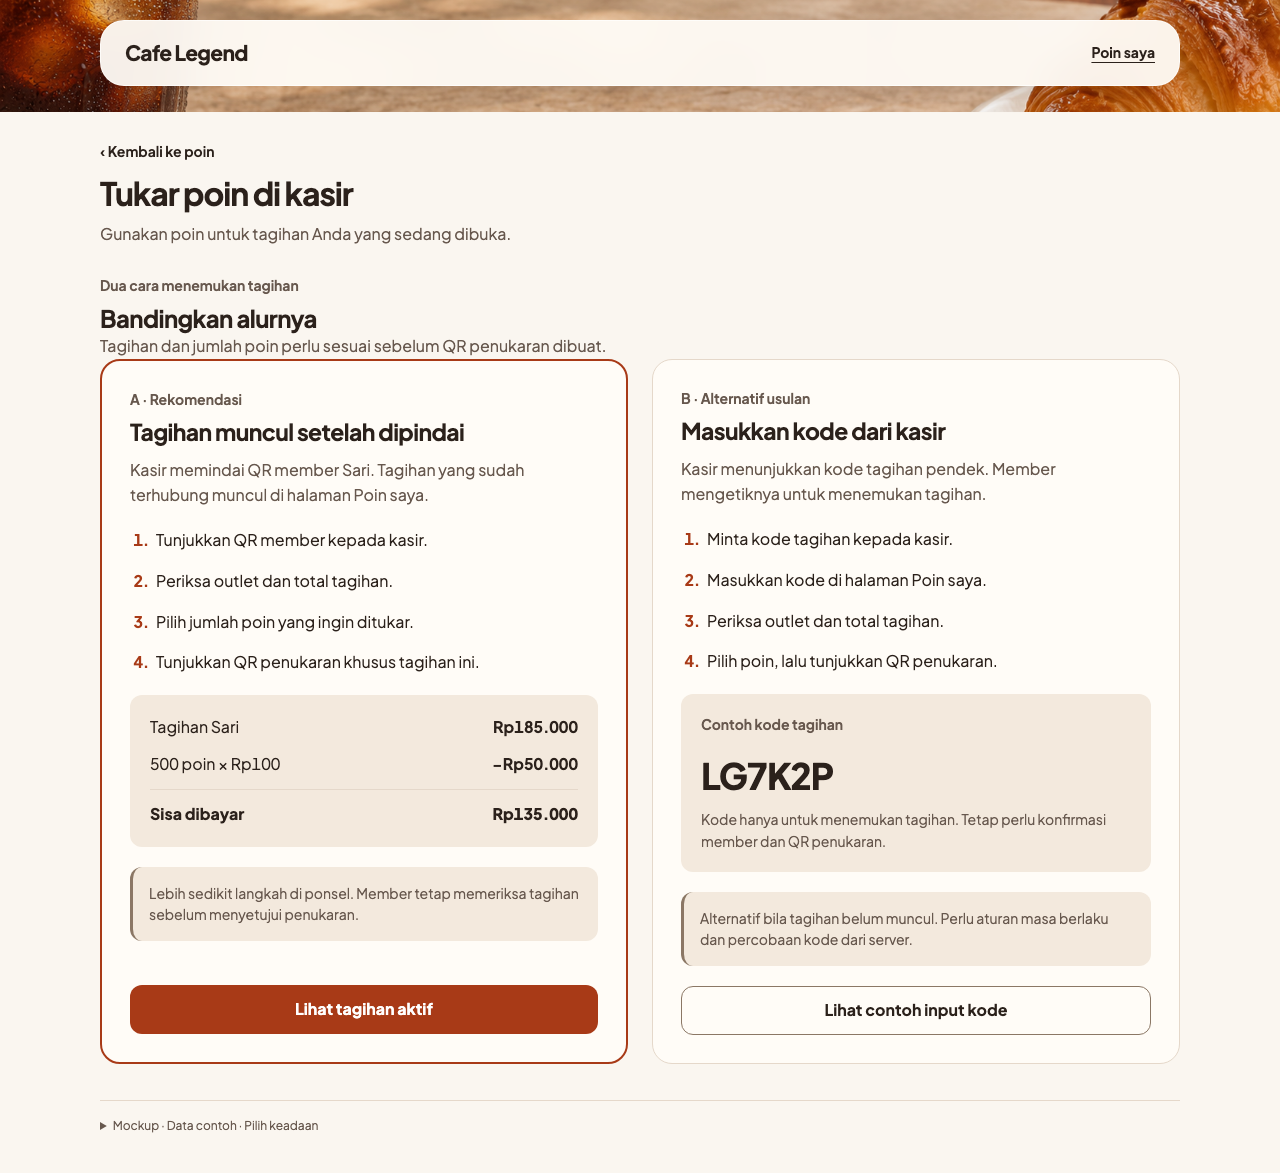 Cafe Legend
Poin saya
‹ Kembali ke poin
Tukar poin di kasir
Gunakan poin untuk tagihan Anda yang sedang dibuka.
Dua cara menemukan tagihan
Bandingkan alurnya
Tagihan dan jumlah poin perlu sesuai sebelum QR penukaran dibuat.
A · Rekomendasi
Tagihan muncul setelah dipindai
Kasir memindai QR member Sari. Tagihan yang sudah
terhubung muncul di halaman Poin saya.
1. Tunjukkan QR member kepada kasir.
2. Periksa outlet dan total tagihan.
3. Pilih jumlah poin yang ingin ditukar.
4. Tunjukkan QR penukaran khusus tagihan ini.
Tagihan Sari Rp185.000
500 poin × Rp100 −Rp50.000
Sisa dibayar Rp135.000
Lebih sedikit langkah di ponsel. Member tetap memeriksa tagihan
sebelum menyetujui penukaran.
Lihat tagihan aktif
B · Alternatif usulan
Masukkan kode dari kasir
Kasir menunjukkan kode tagihan pendek. Member
mengetiknya untuk menemukan tagihan.
1. Minta kode tagihan kepada kasir.
2. Masukkan kode di halaman Poin saya.
3. Periksa outlet dan total tagihan.
4. Pilih poin, lalu tunjukkan QR penukaran.
Contoh kode tagihan
LG7K2P
Kode hanya untuk menemukan tagihan. Tetap perlu konfirmasi
member dan QR penukaran.
Alternatif bila tagihan belum muncul. Perlu aturan masa berlaku
dan percobaan kode dari server.
Lihat contoh input kode
Mockup · Data contoh · Pilih keadaan